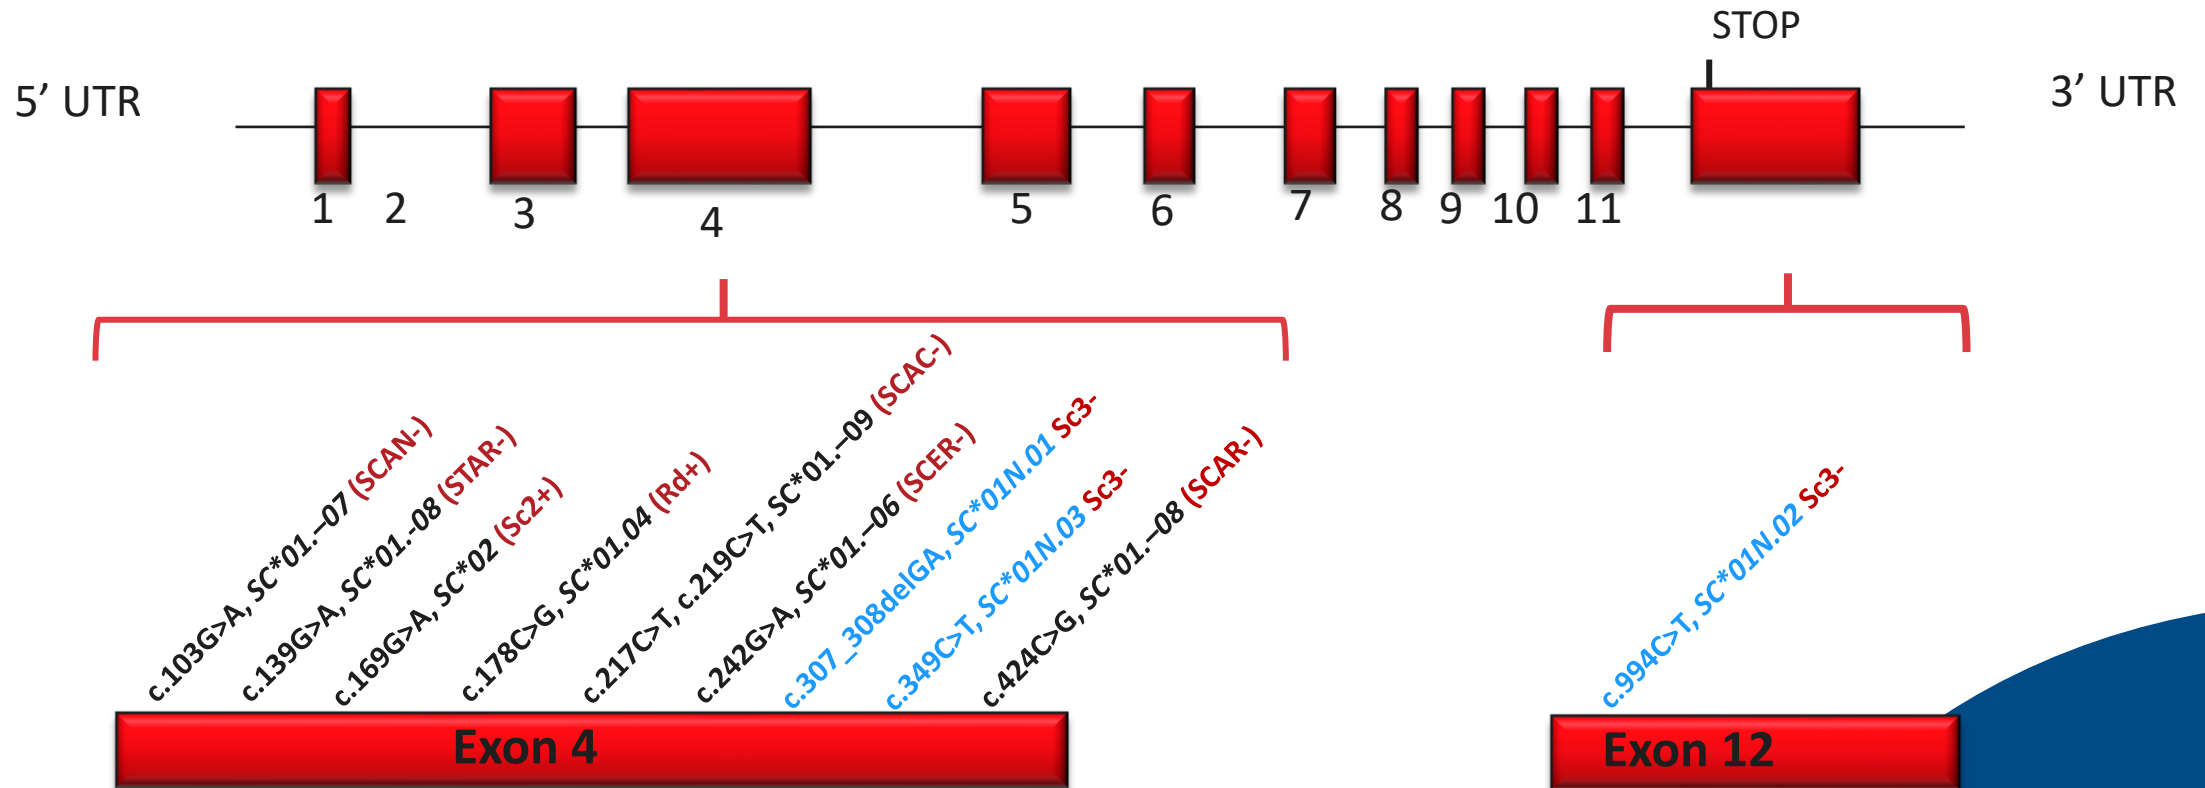 STOP
5’ UTR
3’ UTR
1
2
3
4
5
6
7
8
9
10
11
c.103G>A, SC*01.–07 (SCAN-)
c.139G>A, SC*01.-08 (STAR-)
c.169G>A, SC*02 (Sc2+)
c.178C>G, SC*01.04 (Rd+)
c.217C>T, c.219C>T, SC*01.–09 (SCAC-)
c.242G>A, SC*01.–06 (SCER-)
c.307_308delGA, SC*01N.01 Sc3-
c.349C>T, SC*01N.03 Sc3-
c.424C>G, SC*01.–08 (SCAR-)
c.994C>T, SC*01N.02 Sc3-
Exon 4
Exon 12